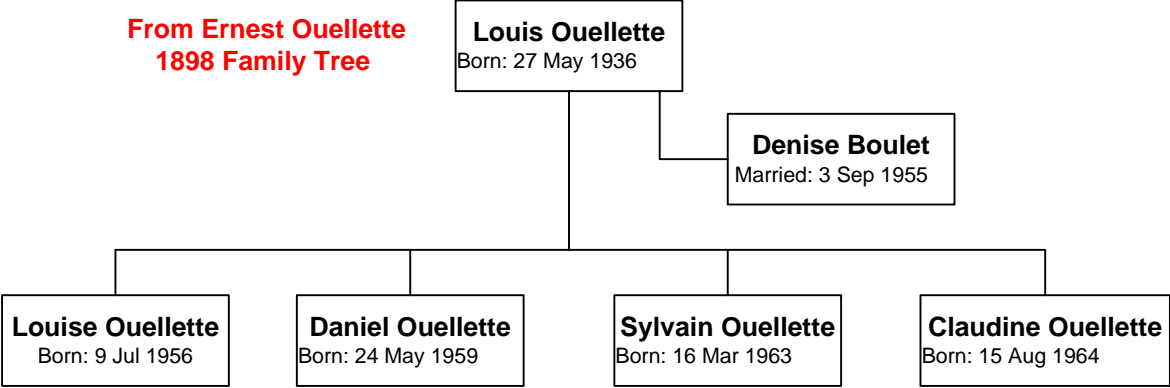 From Ernest Ouellette
1898 Family Tree
Louis Ouellette
Born: 27 May 1936
Denise Boulet
Married: 3 Sep 1955
Louise Ouellette
Born: 9 Jul 1956
Daniel Ouellette
Born: 24 May 1959
Sylvain Ouellette
Born: 16 Mar 1963
Claudine Ouellette
Born: 15 Aug 1964